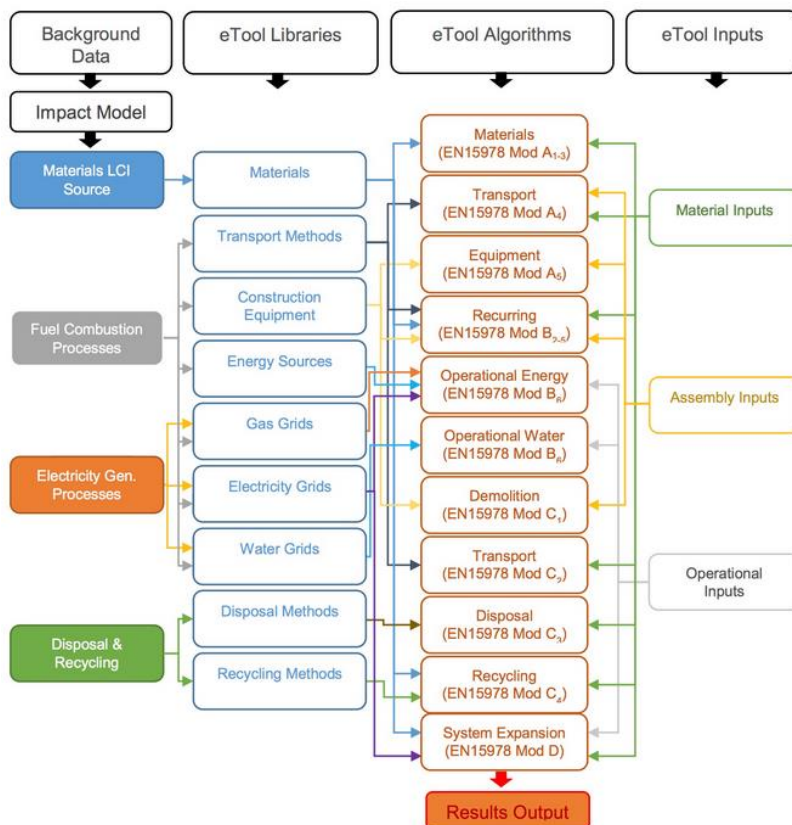 Background
Data
eTool Libraries
eTool Algorithms
eTool Inputs
Impact Model
Materials LCI
Source
Fuel Combustion
Processes
Electricity Gen.
Processes
Disposal &
Recycling
Materials
Transport Methods
Construction
Equipment
Energy Sources
Gas Grids
Electricity Grids
Water Grids
Disposal Methods
Recycling Methods
Materials
(EN15978 Mod A₁₋₃)
Transport
(EN15978 Mod A₄)
Equipment
(EN15978 Mod A₅)
Recurring
(EN15978 Mod B₂₋₅)
Operational Energy
(EN15978 Mod B₆)
Operational Water
(EN15978 Mod B₆)
Demolition
(EN15978 Mod C₁)
Transport
(EN15978 Mod C₂)
Disposal
(EN15978 Mod C₃)
Recycling
(EN15978 Mod C₄)
System Expansion
(EN15978 Mod D)
Results Output
Material Inputs
Assembly Inputs
Operational
Inputs